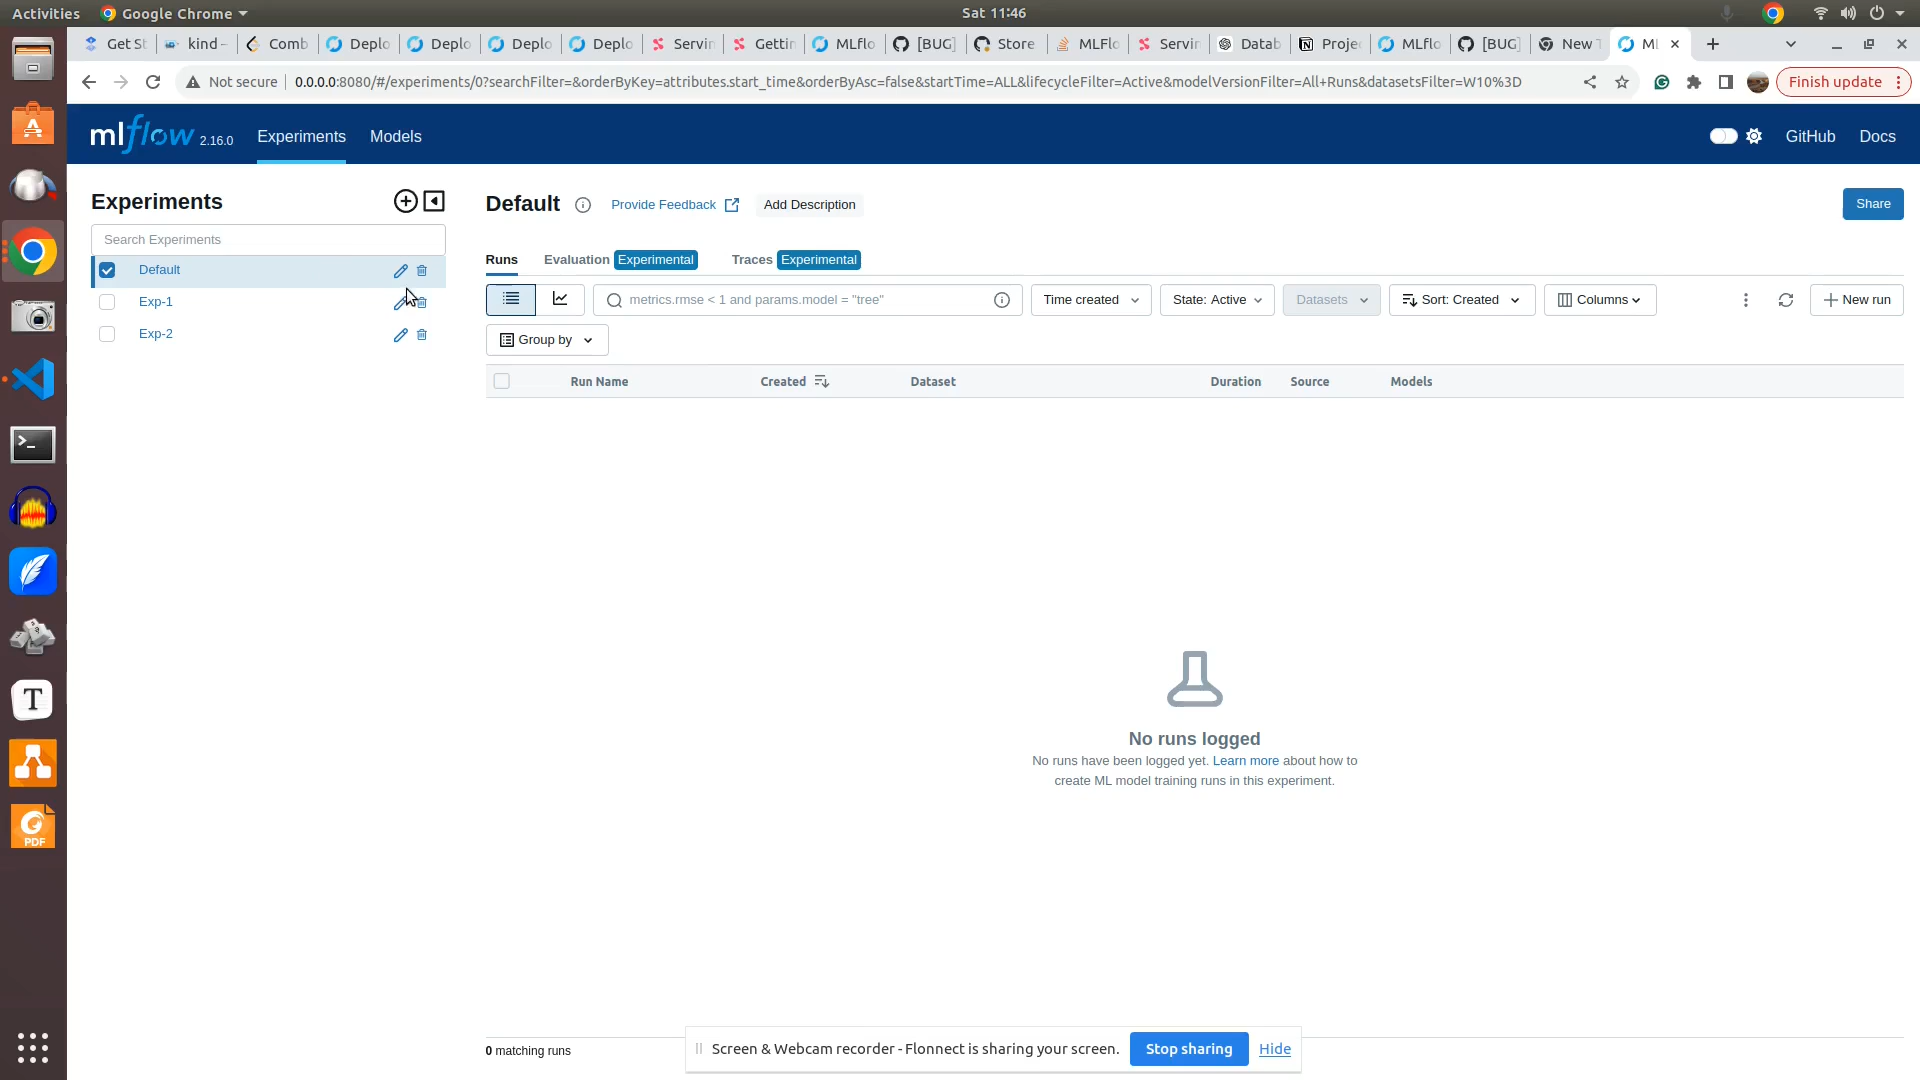 Activities Google Chrome Sat 11:46
Get St kind – Comb Deplo Deplo Deplo Deplo Servin Gettin MLflo [BUG] Store MLFlo Servin Datab Projec MLflo [BUG] New T ML
Not secure 0.0.0.0:8080/#/experiments/0?searchFilter=&orderByKey=attributes.start_time&orderByAsc=false&startTime=ALL&lifecycleFilter=Active&modelVersionFilter=All+Runs&datasetsFilter=W10%3D Finish update
mlflow 2.16.0 Experiments Models GitHub Docs
Experiments
Default Provide Feedback Add Description Share
Search Experiments
Default
Exp-1
Exp-2
Runs Evaluation Experimental Traces Experimental
metrics.rmse < 1 and params.model = "tree" Time created State: Active Datasets Sort: Created Columns New run
Group by
Run Name Created Dataset Duration Source Models
No runs logged
No runs have been logged yet. Learn more about how to
create ML model training runs in this experiment.
0 matching runs
Screen & Webcam recorder - Flonnect is sharing your screen. Stop sharing Hide
T
PDF